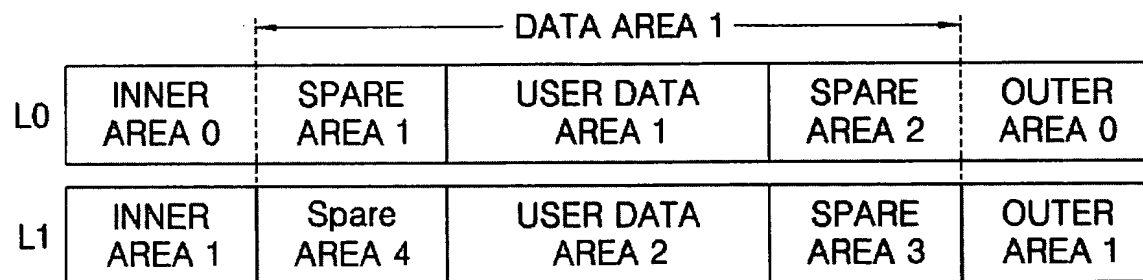 DATA AREA 1
L0
INNER AREA 0
SPARE AREA 1
USER DATA AREA 1
SPARE AREA 2
OUTER AREA 0
L1
INNER AREA 1
Spare AREA 4
USER DATA AREA 2
SPARE AREA 3
OUTER AREA 1